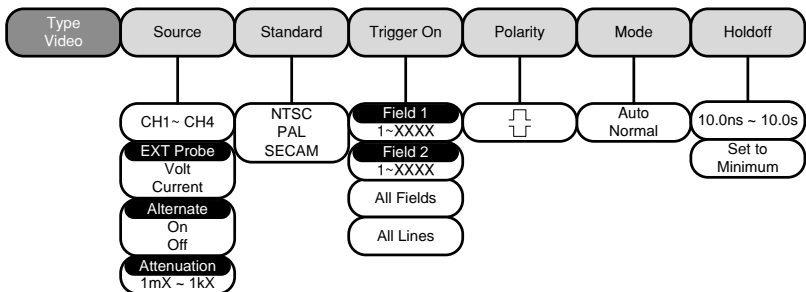 Type
Video
Source
Standard
Trigger On
Polarity
Mode
Holdoff
CH1~ CH4
EXT Probe
Volt
Current
Alternate
On
Off
Attenuation
1mX ~ 1kX
NTSC
PAL
SECAM
Field 1
1~XXXX
Field 2
1~XXXX
All Fields
All Lines
Auto
Normal
10.0ns ~ 10.0s
Set to
Minimum